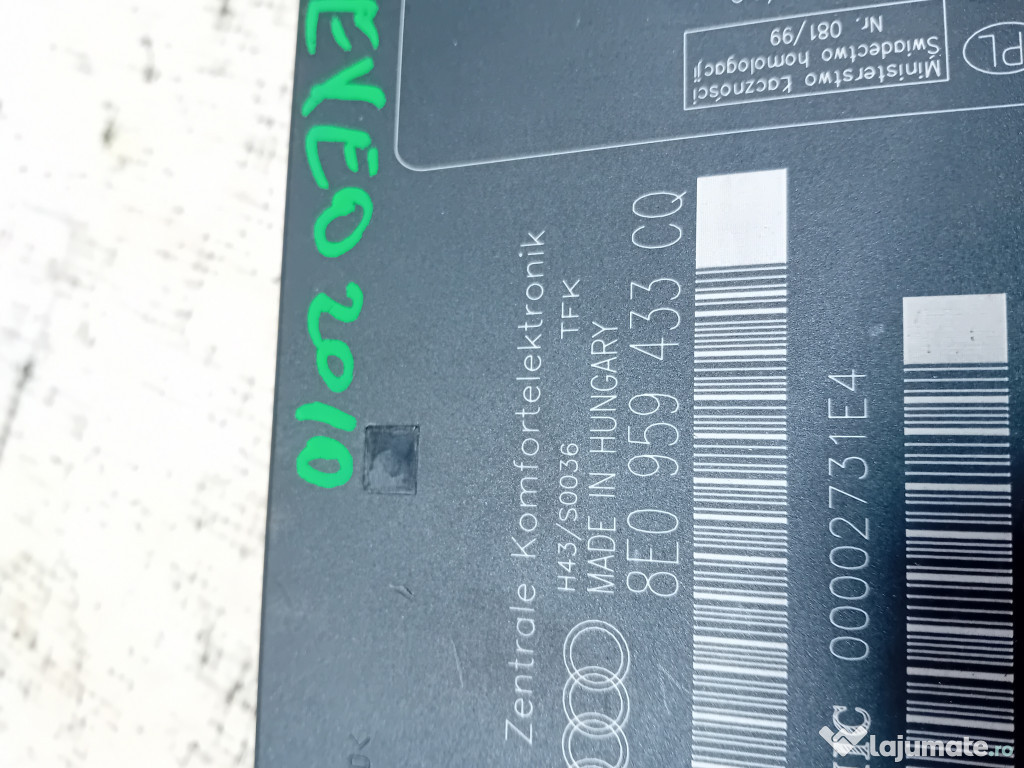 EXEO 2010
Ministerstwo Łączności
Świadectwo homologacji
Nr. 081/99
PL
Zentrale Komfortelektronik
H43/S0036 TFK
MADE IN HUNGARY
8E0 959 433 CQ
00002731E4
lajumate.ro